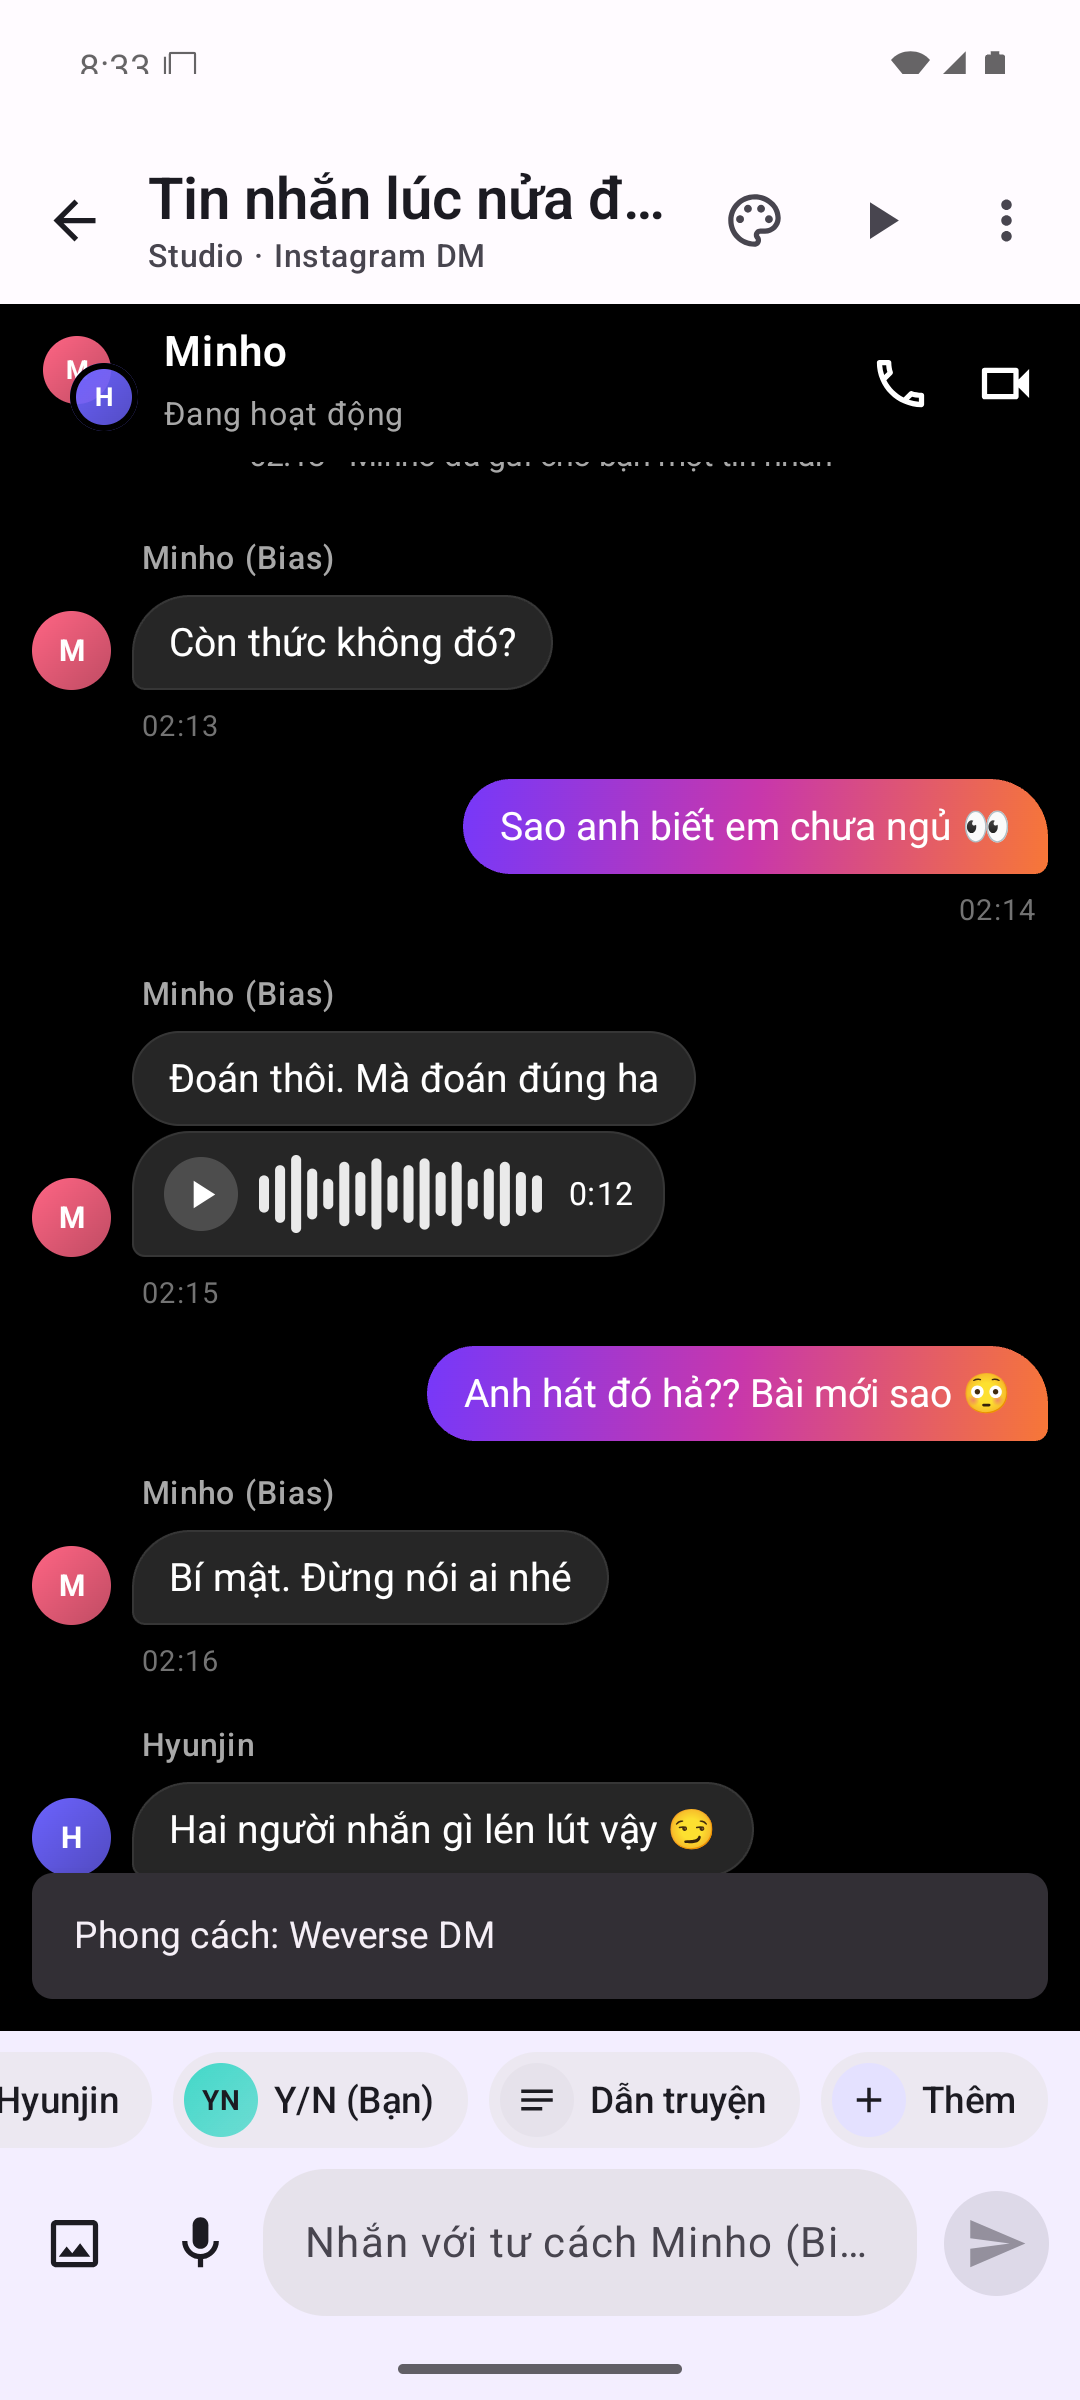 8:33
Tin nhắn lúc nửa đ...
Studio · Instagram DM
M
H
Minho
Đang hoạt động
Minho (Bias)
M
Còn thức không đó?
02:13
Sao anh biết em chưa ngủ 👀
02:14
Minho (Bias)
Đoán thôi. Mà đoán đúng ha
M
0:12
02:15
Anh hát đó hả?? Bài mới sao 😳
Minho (Bias)
M
Bí mật. Đừng nói ai nhé
02:16
Hyunjin
H
Hai người nhắn gì lén lút vậy 😏
Phong cách: Weverse DM
Hyunjin
YN Y/N (Bạn)
Dẫn truyện
Thêm
Nhắn với tư cách Minho (Bi...